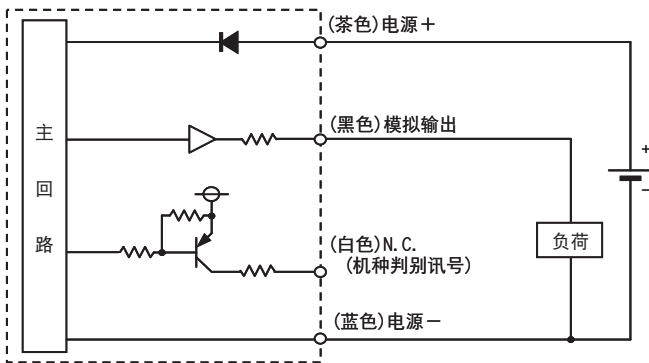 (茶色)电源＋
主回路
(黑色)模拟输出
＋
－
(白色)N.C.
(机种判别讯号)
负荷
(蓝色)电源－